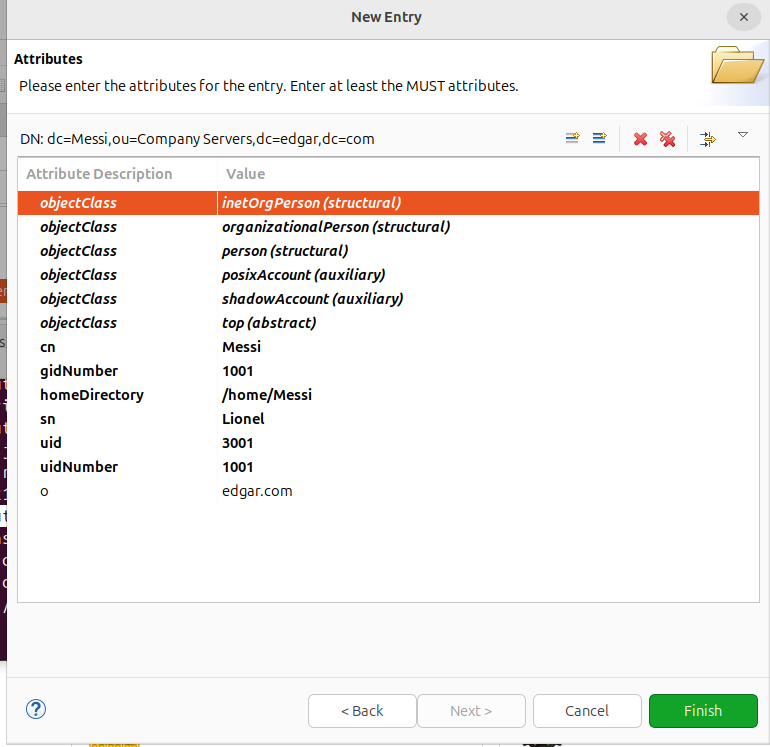 New Entry
Attributes
Please enter the attributes for the entry. Enter at least the MUST attributes.
DN: dc=Messi,ou=Company Servers,dc=edgar,dc=com
Attribute Description Value
objectClass inetOrgPerson (structural)
objectClass organizationalPerson (structural)
objectClass person (structural)
objectClass posixAccount (auxiliary)
objectClass shadowAccount (auxiliary)
objectClass top (abstract)
cn Messi
gidNumber 1001
homeDirectory /home/Messi
sn Lionel
uid 3001
uidNumber 1001
o edgar.com
< Back Next > Cancel Finish